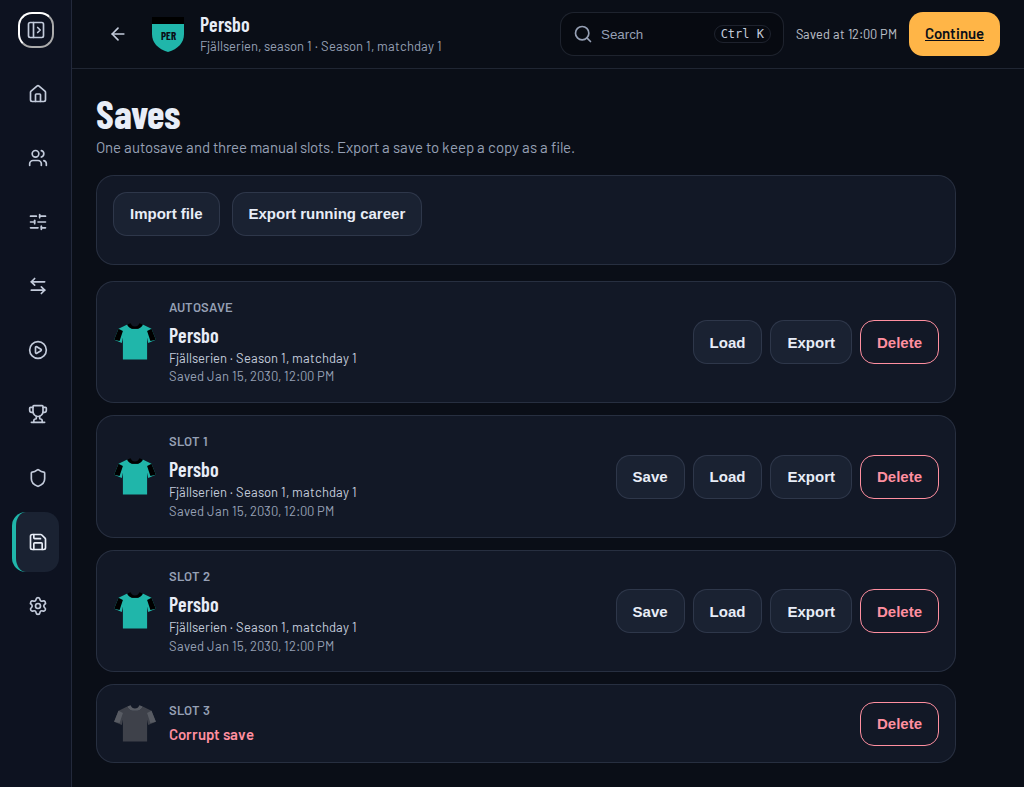 PER
Persbo
Fjällserien, season 1 · Season 1, matchday 1
Search
Ctrl K
Saved at 12:00 PM
Continue
Saves
One autosave and three manual slots. Export a save to keep a copy as a file.
Import file
Export running career
AUTOSAVE
Persbo
Fjällserien · Season 1, matchday 1
Saved Jan 15, 2030, 12:00 PM
Load
Export
Delete
SLOT 1
Persbo
Fjällserien · Season 1, matchday 1
Saved Jan 15, 2030, 12:00 PM
Save
Load
Export
Delete
SLOT 2
Persbo
Fjällserien · Season 1, matchday 1
Saved Jan 15, 2030, 12:00 PM
Save
Load
Export
Delete
SLOT 3
Corrupt save
Delete